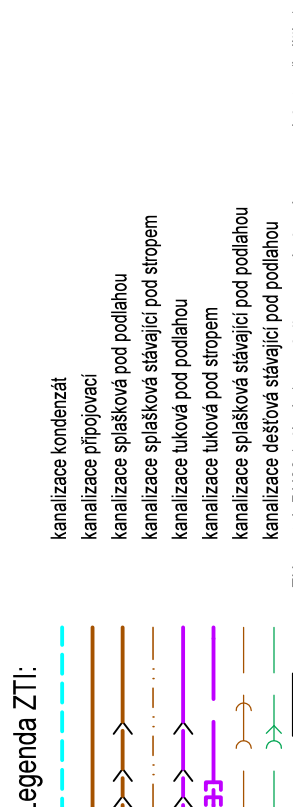 Legenda ZTI:
kanalizace kondenzát
kanalizace připojovací
kanalizace splašková pod podlahou
kanalizace splašková stávající pod stropem
kanalizace tuková pod podlahou
kanalizace tuková pod stropem
kanalizace splašková stávající pod podlahou
kanalizace dešťová stávající pod podlahou